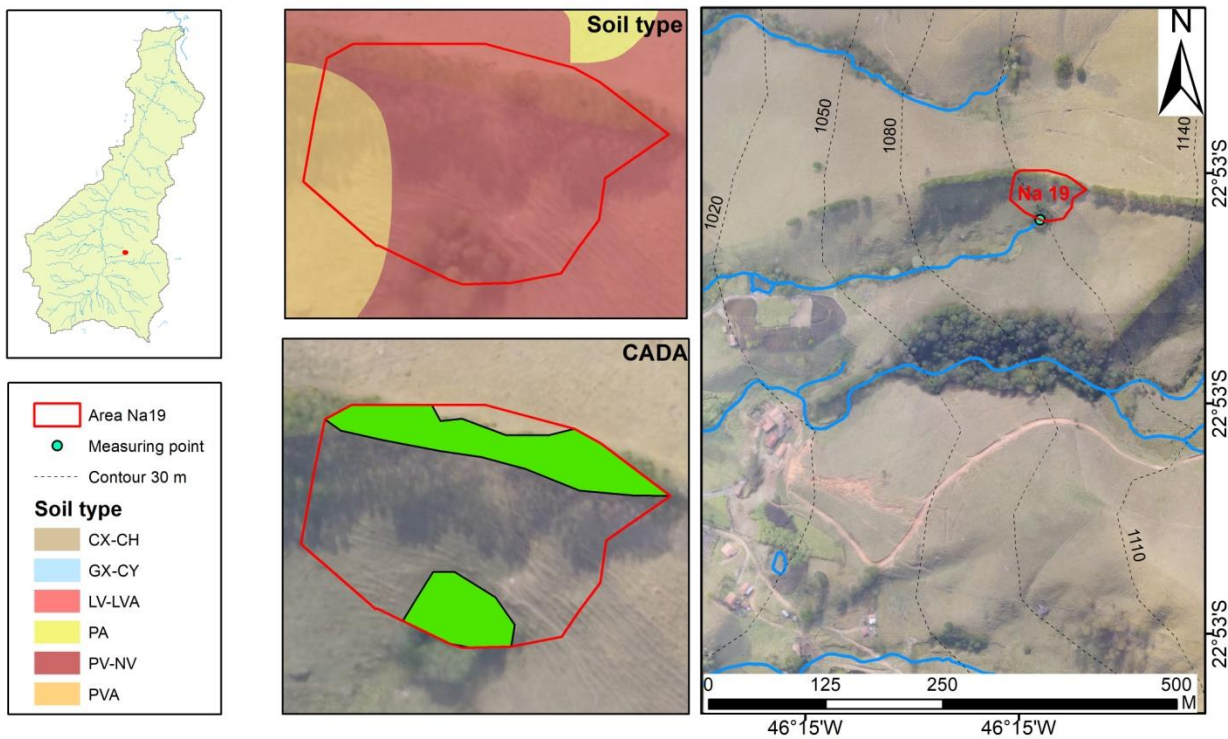 Area Na19
Measuring point
Contour 30 m
Soil type
CX-CH
GX-CY
LV-LVA
PA
PV-NV
PVA
Soil type
CADA
N
1020
1050
1080
1140
1110
Na 19
22°53'S
22°53'S
22°53'S
0 125 250 500
M
46°15'W 46°15'W